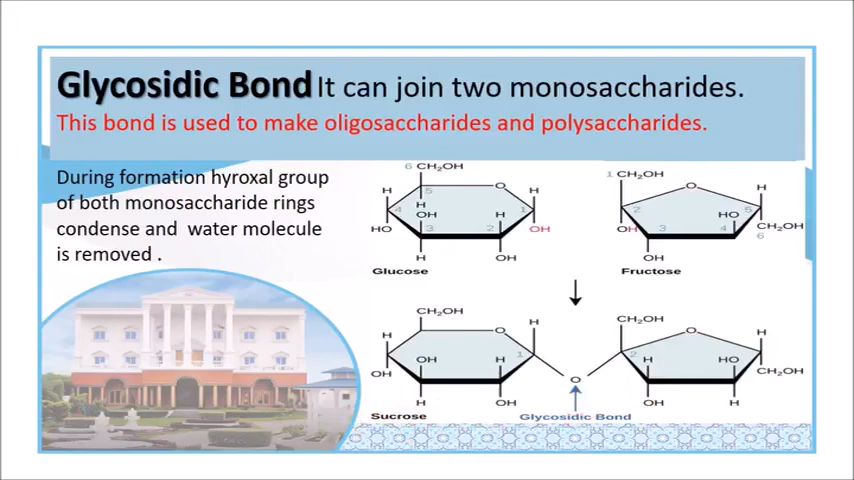 Glycosidic Bond It can join two monosaccharides.
This bond is used to make oligosaccharides and polysaccharides.
During formation hyroxal group
of both monosaccharide rings
condense and water molecule
is removed .
6 CH₂OH
H 5 O H
4 H OH H 1
HO 3 2 OH
H OH
Glucose
1 CH₂OH
O H
2 HO 5
OH 3 4 CH₂OH
6
OH
Fructose
CH₂OH
H O H
OH H 1
OH
H OH
Sucrose
O
Glycosidic Bond
CH₂OH
O H
2 H HO
CH₂OH
OH H